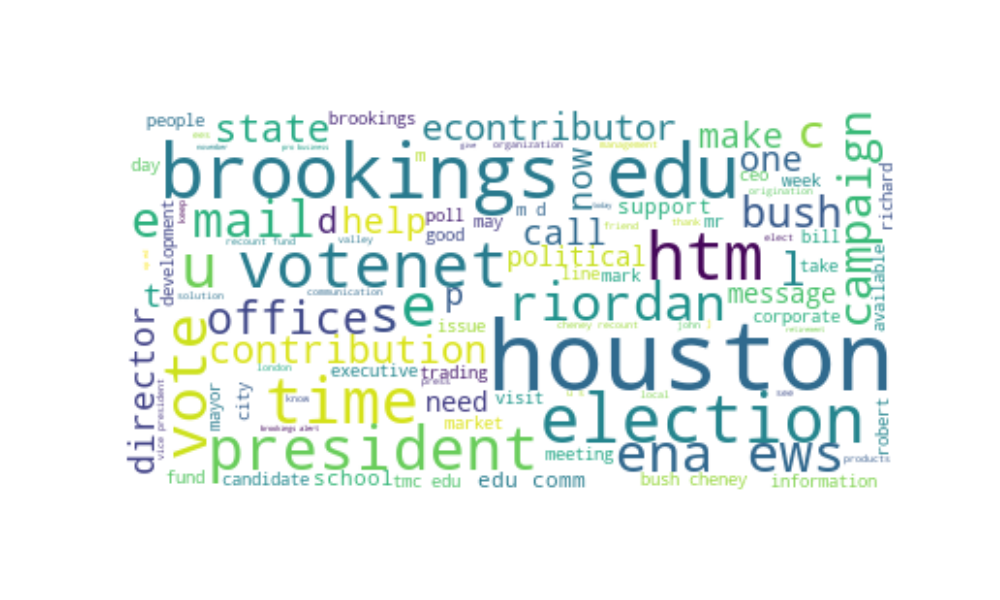 people
state
brookings
econtributor
make
c
campaign
ees
november
pro business
m
give
organization
management
day
brookings edu
now
one
ceo
week
origination
richard
e
mail
keep
d
help
poll
good
may
m d
today
support
friend
thank
mr
bush
elect
bill
call
development
recount fund
valley
u
votenet
political
line
mark
htm
l
take
available
t
solution
communication
e
p
riordan
message
corporate
offices
issue
cheney recount
john j
retirement
director
vote
contribution
houston
london
executive
trading
press
vice president
mayor
city
know
time
need
visit
u s
local
see
brookings alert
market
election
robert
president
meeting
ena ews
products
fund
candidate
school
tmc edu
edu comm
bush cheney
information